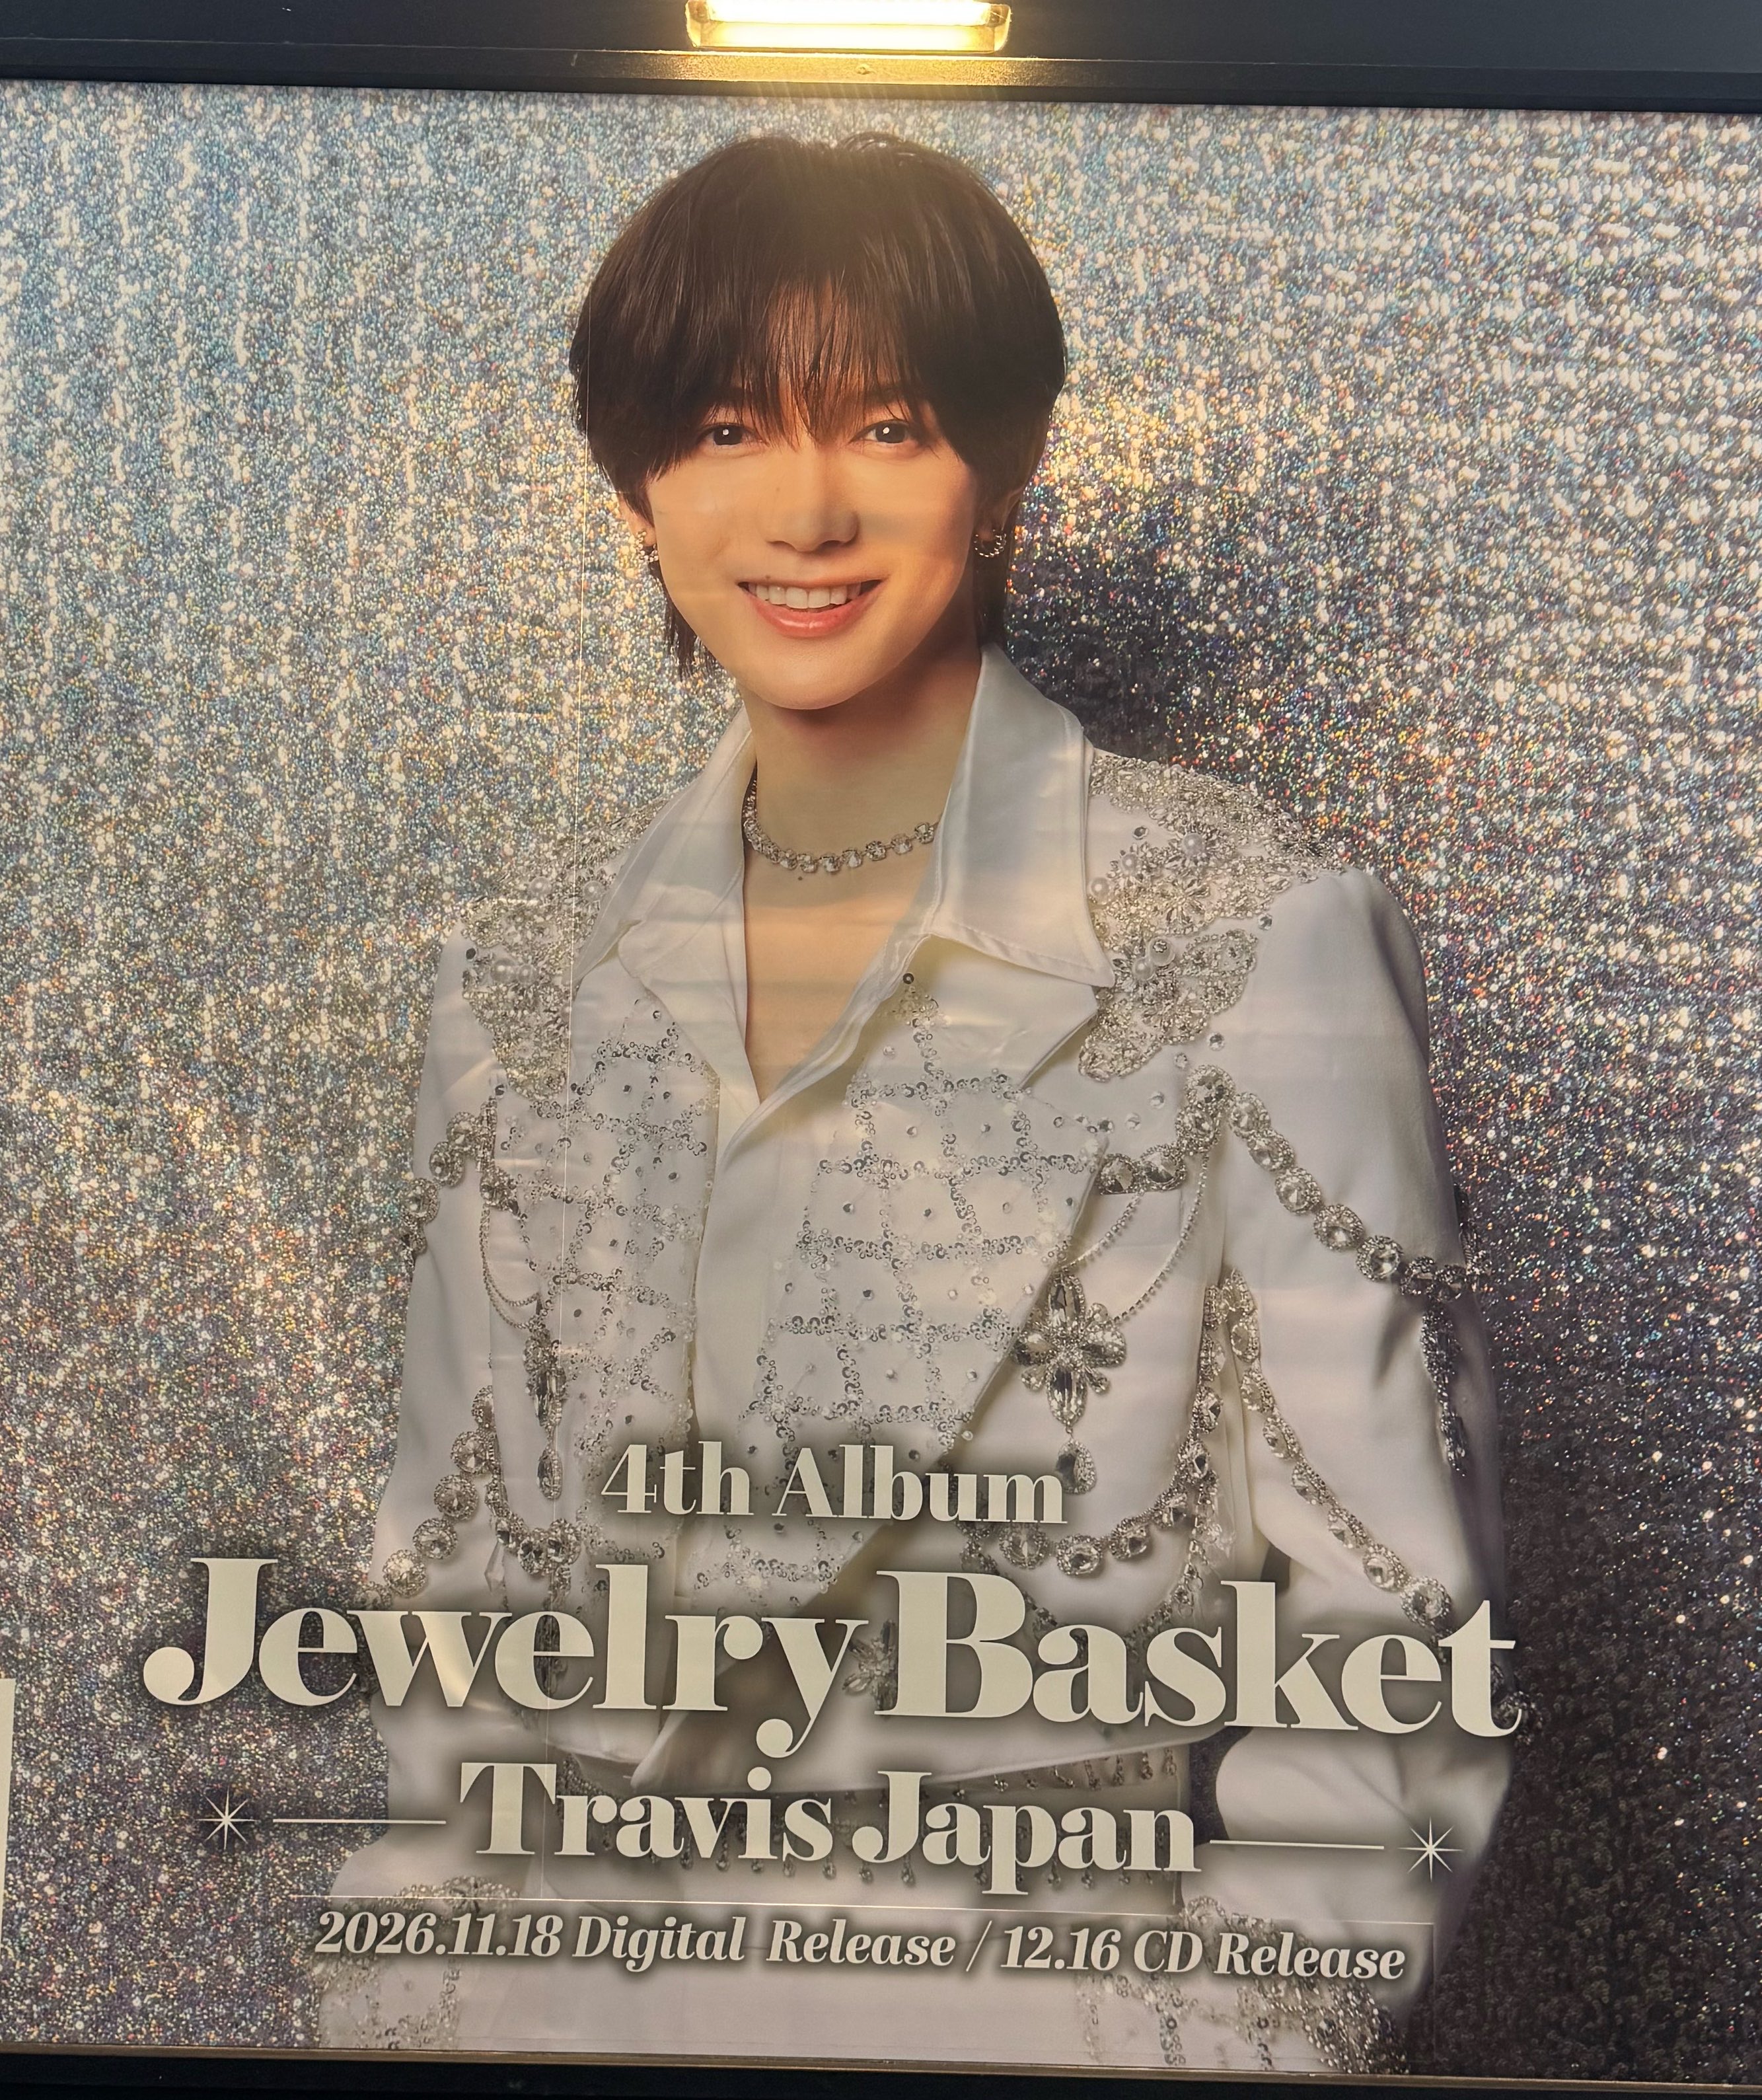 4th Album
Jewelry Basket
Travis Japan
2026.11.18 Digital Release / 12.16 CD Release